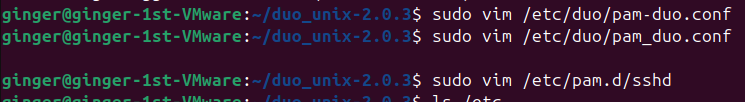 ginger@ginger-1st-VMware:~/duo_unix-2.0.3$ sudo vim /etc/duo/pam-duo.conf
ginger@ginger-1st-VMware:~/duo_unix-2.0.3$ sudo vim /etc/duo/pam_duo.conf
ginger@ginger-1st-VMware:~/duo_unix-2.0.3$ sudo vim /etc/pam.d/sshd
ginger@ginger-1st-VMware:~/duo_unix-2.0.3$ ls /etc